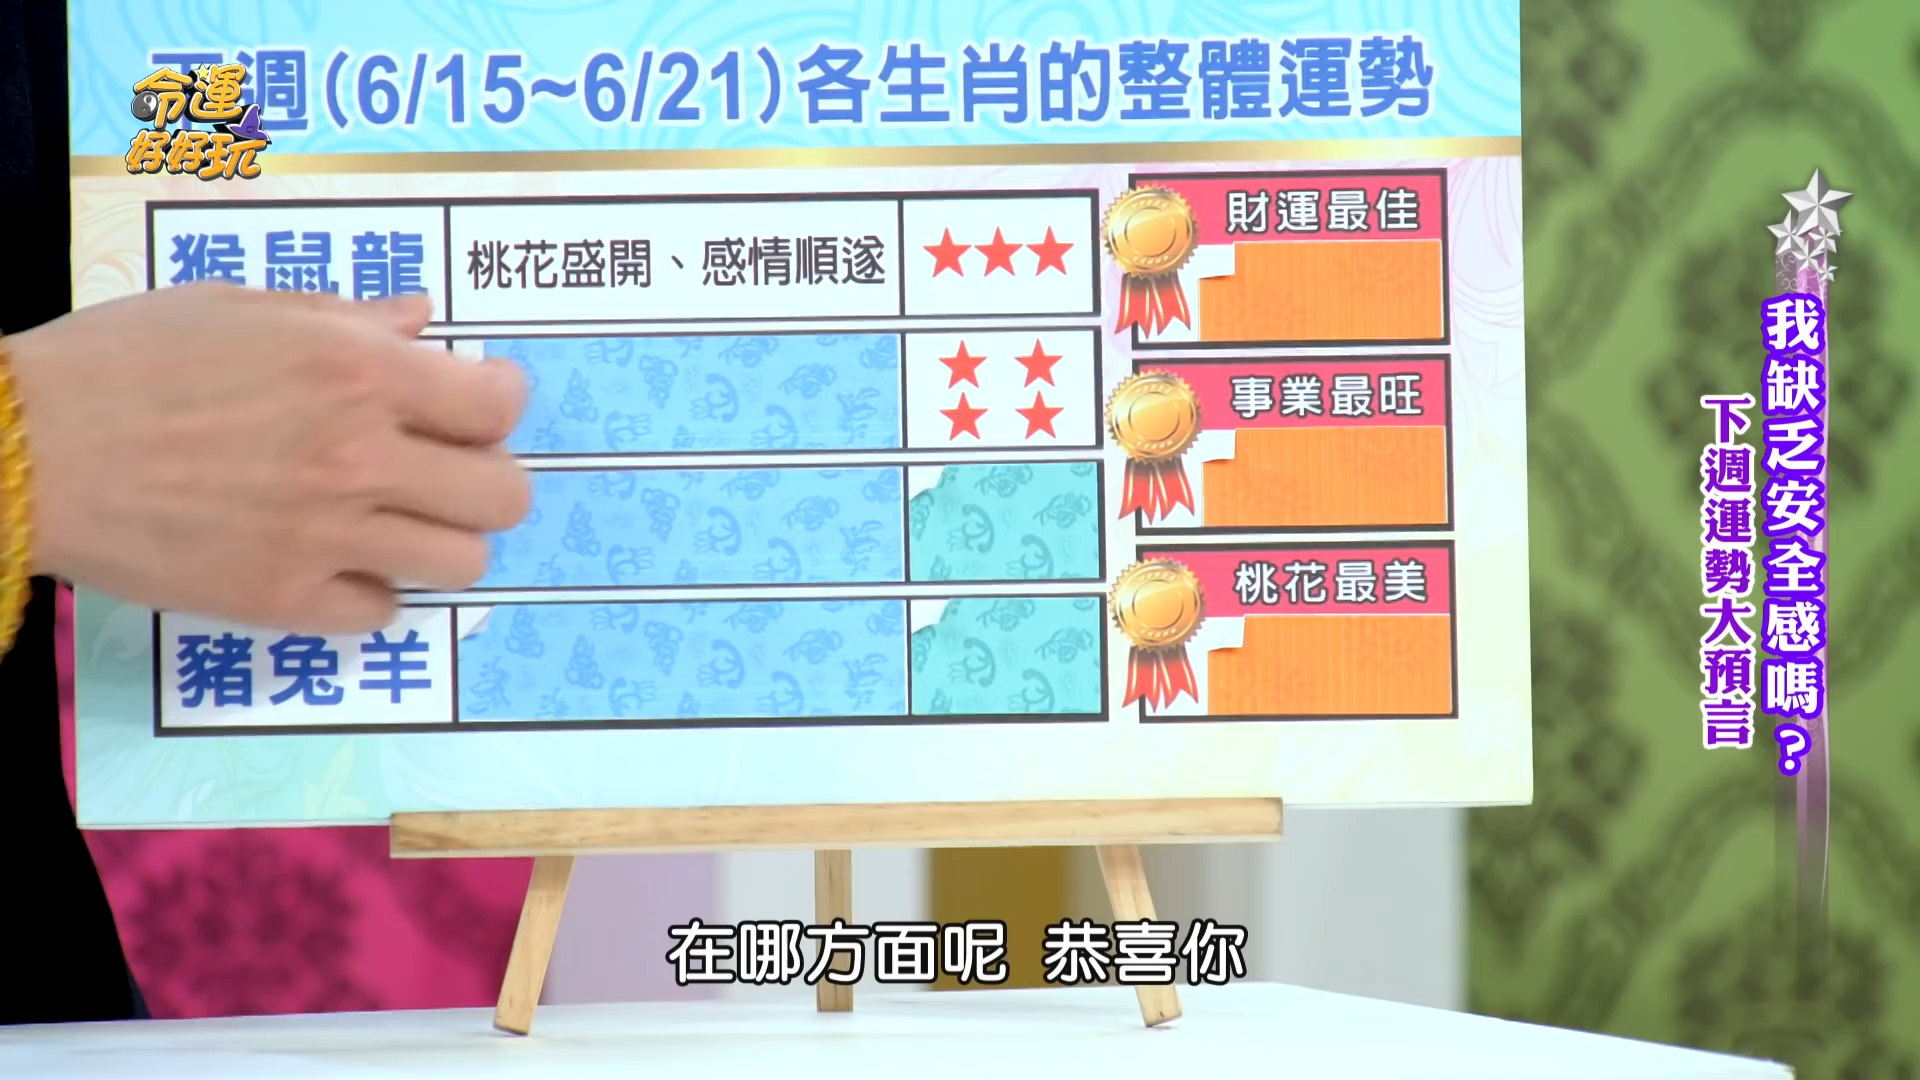 命運
好好玩
週(6/15~6/21)各生肖的整體運勢
猴鼠龍
桃花盛開、感情順遂
★★★
★★
★★
豬兔羊
財運最佳
事業最旺
桃花最美
我缺乏安全感嗎?
下週運勢大預言
在哪方面呢 恭喜你